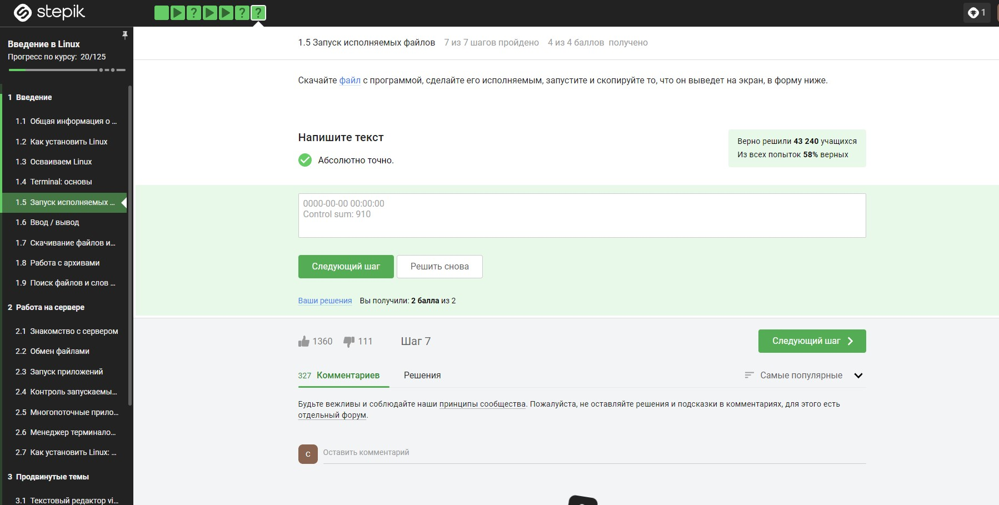 stepik
? ? ?
1
Введение в Linux
Прогресс по курсу: 20/125
1 Введение
1.1 Общая информация о ...
1.2 Как установить Linux
1.3 Осваиваем Linux
1.4 Terminal: основы
1.5 Запуск исполняемых ...
1.6 Ввод / вывод
1.7 Скачивание файлов и...
1.8 Работа с архивами
1.9 Поиск файлов и слов ...
2 Работа на сервере
2.1 Знакомство с сервером
2.2 Обмен файлами
2.3 Запуск приложений
2.4 Контроль запускаемы...
2.5 Многопоточные прило...
2.6 Менеджер терминало...
2.7 Как установить Linux: ...
3 Продвинутые темы
3.1 Текстовый редактор vi...
1.5 Запуск исполняемых файлов 7 из 7 шагов пройдено 4 из 4 баллов получено
Скачайте файл с программой, сделайте его исполняемым, запустите и скопируйте то, что он выведет на экран, в форму ниже.
Напишите текст
Абсолютно точно.
Верно решили 43 240 учащихся
Из всех попыток 58% верных
0000-00-00 00:00:00
Control sum: 910
Следующий шаг Решить снова
Ваши решения Вы получили: 2 балла из 2
1360 111 Шаг 7 Следующий шаг
327 Комментариев Решения Самые популярные
Будьте вежливы и соблюдайте наши принципы сообщества. Пожалуйста, не оставляйте решения и подсказки в комментариях, для этого есть
отдельный форум.
С Оставить комментарий